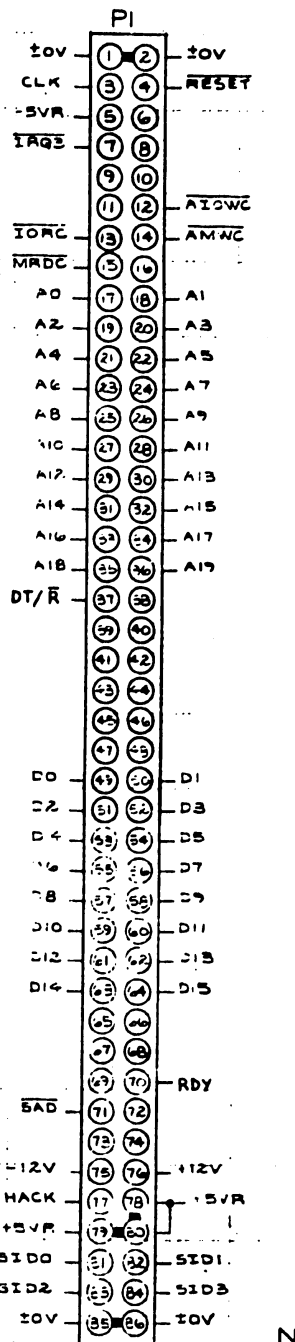 P1
±0V 1 2 ±0V
CLK 3 4 RESET
-5VR 5 6
IRQ3 7 8
9 10
11 12 AIOWC
IORC 13 14 AMWC
MRDC 15 16
A0 17 18 A1
A2 19 20 A3
A4 21 22 A5
A6 23 24 A7
A8 25 26 A9
A10 27 28 A11
A12 29 30 A13
A14 31 32 A15
A16 33 34 A17
A18 35 36 A19
DT/R 37 38
39 40
41 42
43 44
45 46
47 48
D0 49 50 D1
D2 51 52 D3
D4 53 54 D5
55 56 D7
D8 57 58 D9
D10 59 60 D11
D12 61 62 D13
D14 63 64 D15
65 66
67 68
69 70 RDY
SAD 71 72
73 74
-12V 75 76 +12V
HACK 77 78 +5VR
+5VR 79 80
SID0 81 82 SID1
SID2 83 84 SID3
±0V 85 86 ±0V